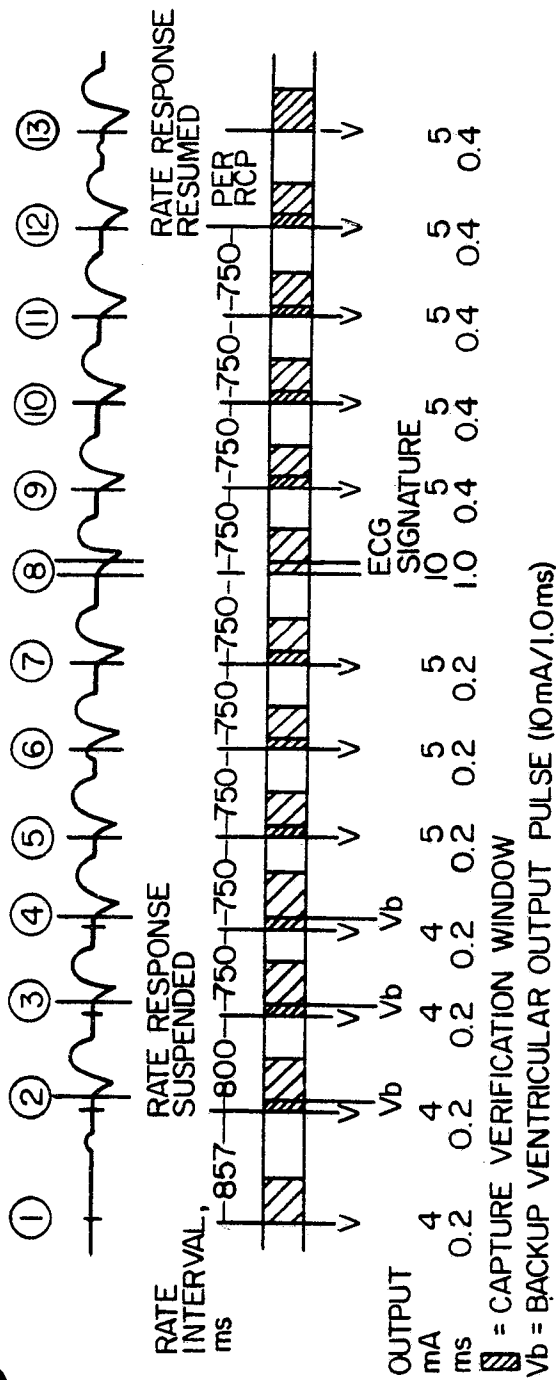 ① ② ③ ④ ⑤ ⑥ ⑦ ⑧ ⑨ ⑩ ⑪ ⑫ ⑬
RATE RESPONSE
SUSPENDED
RATE RESPONSE
RESUMED
RATE
INTERVAL,
ms
857 800 750 750 750 750 750 750 750 750 750 PER
RCP
Vb Vb Vb
ECG
SIGNATURE
OUTPUT
mA 4 4 4 4 5 5 5 10 5 5 5 5 5
ms 0.2 0.2 0.2 0.2 0.2 0.2 0.2 1.0 0.4 0.4 0.4 0.4 0.4
= CAPTURE VERIFICATION WINDOW
Vb = BACKUP VENTRICULAR OUTPUT PULSE (10mA/1.0ms)